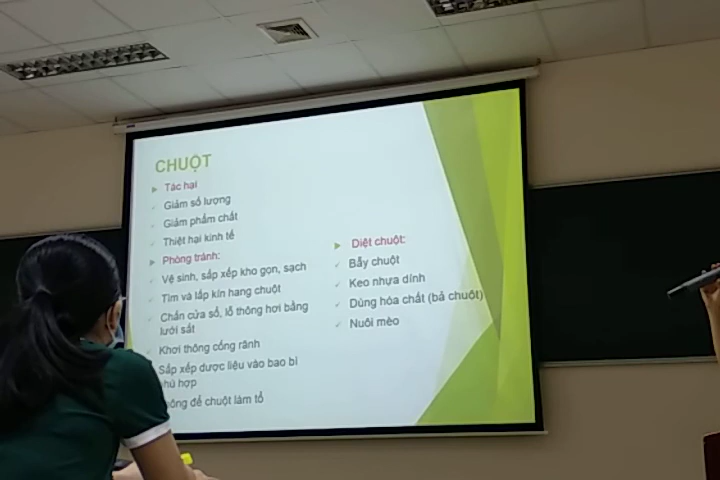 CHUỘT
Tác hại
Giảm số lượng
Giảm phẩm chất
Thiệt hại kinh tế
Phòng tránh:
Vệ sinh, sắp xếp kho gọn, sạch
Tìm và lấp kín hang chuột
Chắn cửa sổ, lỗ thông hơi bằng
lưới sắt
Khơi thông cống rãnh
Sắp xếp dược liệu vào bao bì
hù hợp
ông để chuột làm tổ
Diệt chuột:
Bẫy chuột
Keo nhựa dính
Dùng hóa chất (bả chuột)
Nuôi mèo